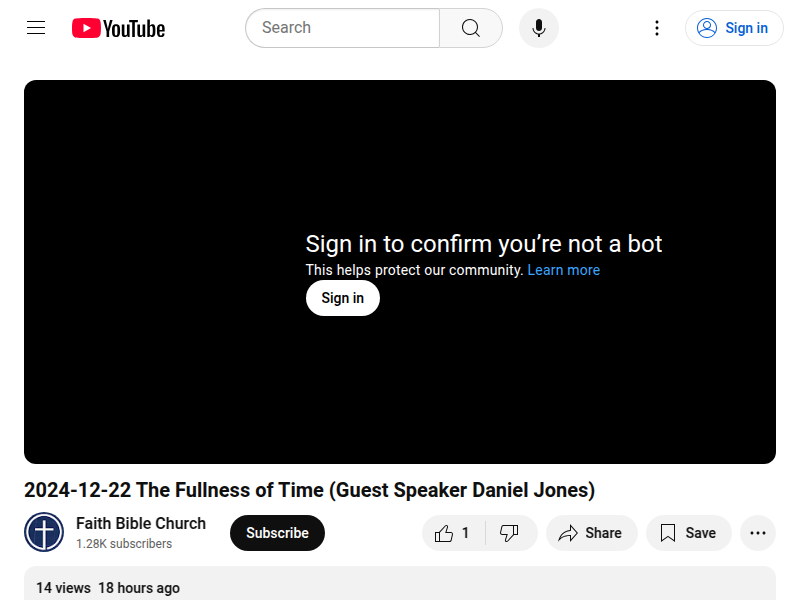 YouTube
Search
Sign in
Sign in to confirm you’re not a bot
This helps protect our community. Learn more
Sign in
2024-12-22 The Fullness of Time (Guest Speaker Daniel Jones)
Faith Bible Church
1.28K subscribers
Subscribe
1
Share
Save
14 views 18 hours ago